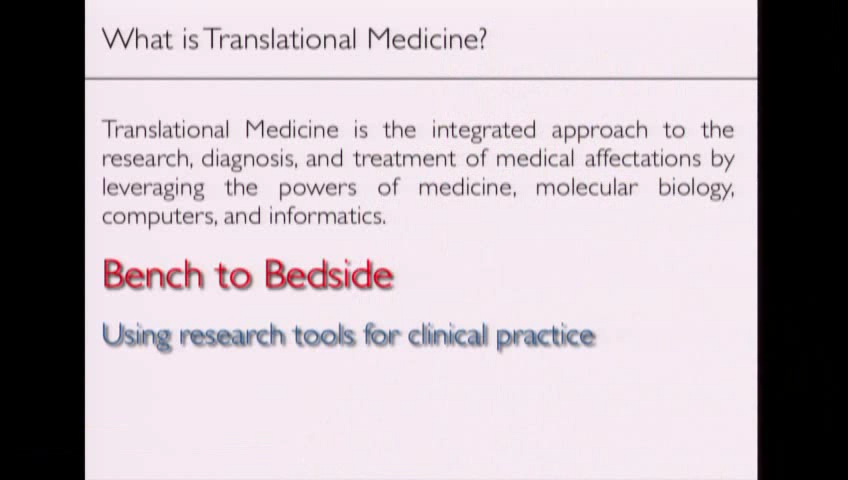 What is Translational Medicine?
Translational Medicine is the integrated approach to the
research, diagnosis, and treatment of medical affectations by
leveraging the powers of medicine, molecular biology,
computers, and informatics.
Bench to Bedside
Using research tools for clinical practice